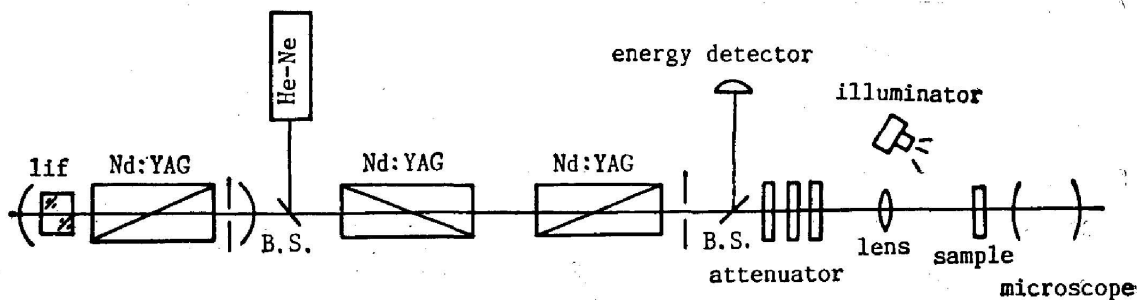 He-Ne
energy detector
illuminator
lif
Nd:YAG
Nd:YAG
Nd:YAG
B.S.
B.S.
attenuator
lens
sample
microscope